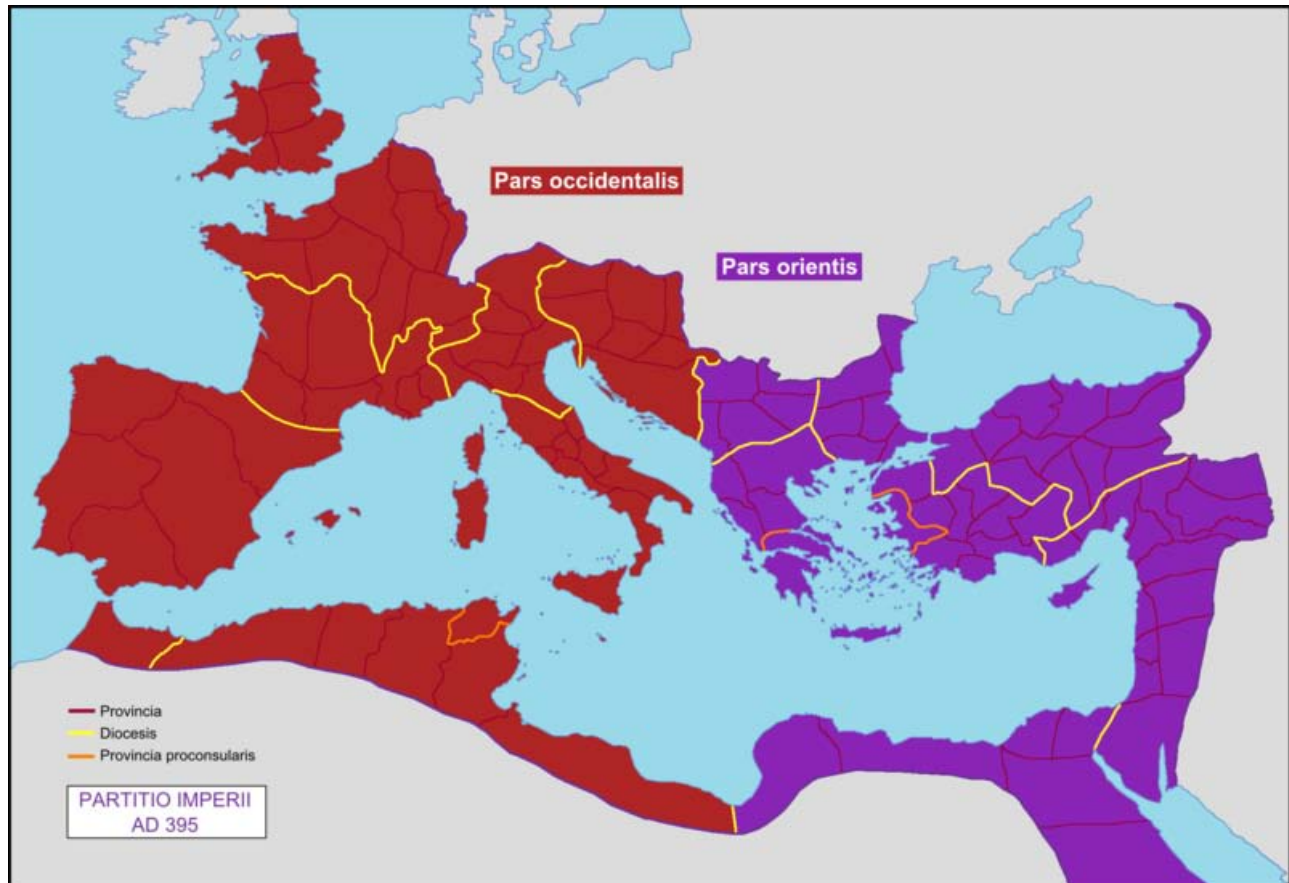 Pars occidentalis
Pars orientis
Provincia
Diocesis
Provincia proconsularis
PARTITIO IMPERII
AD 395